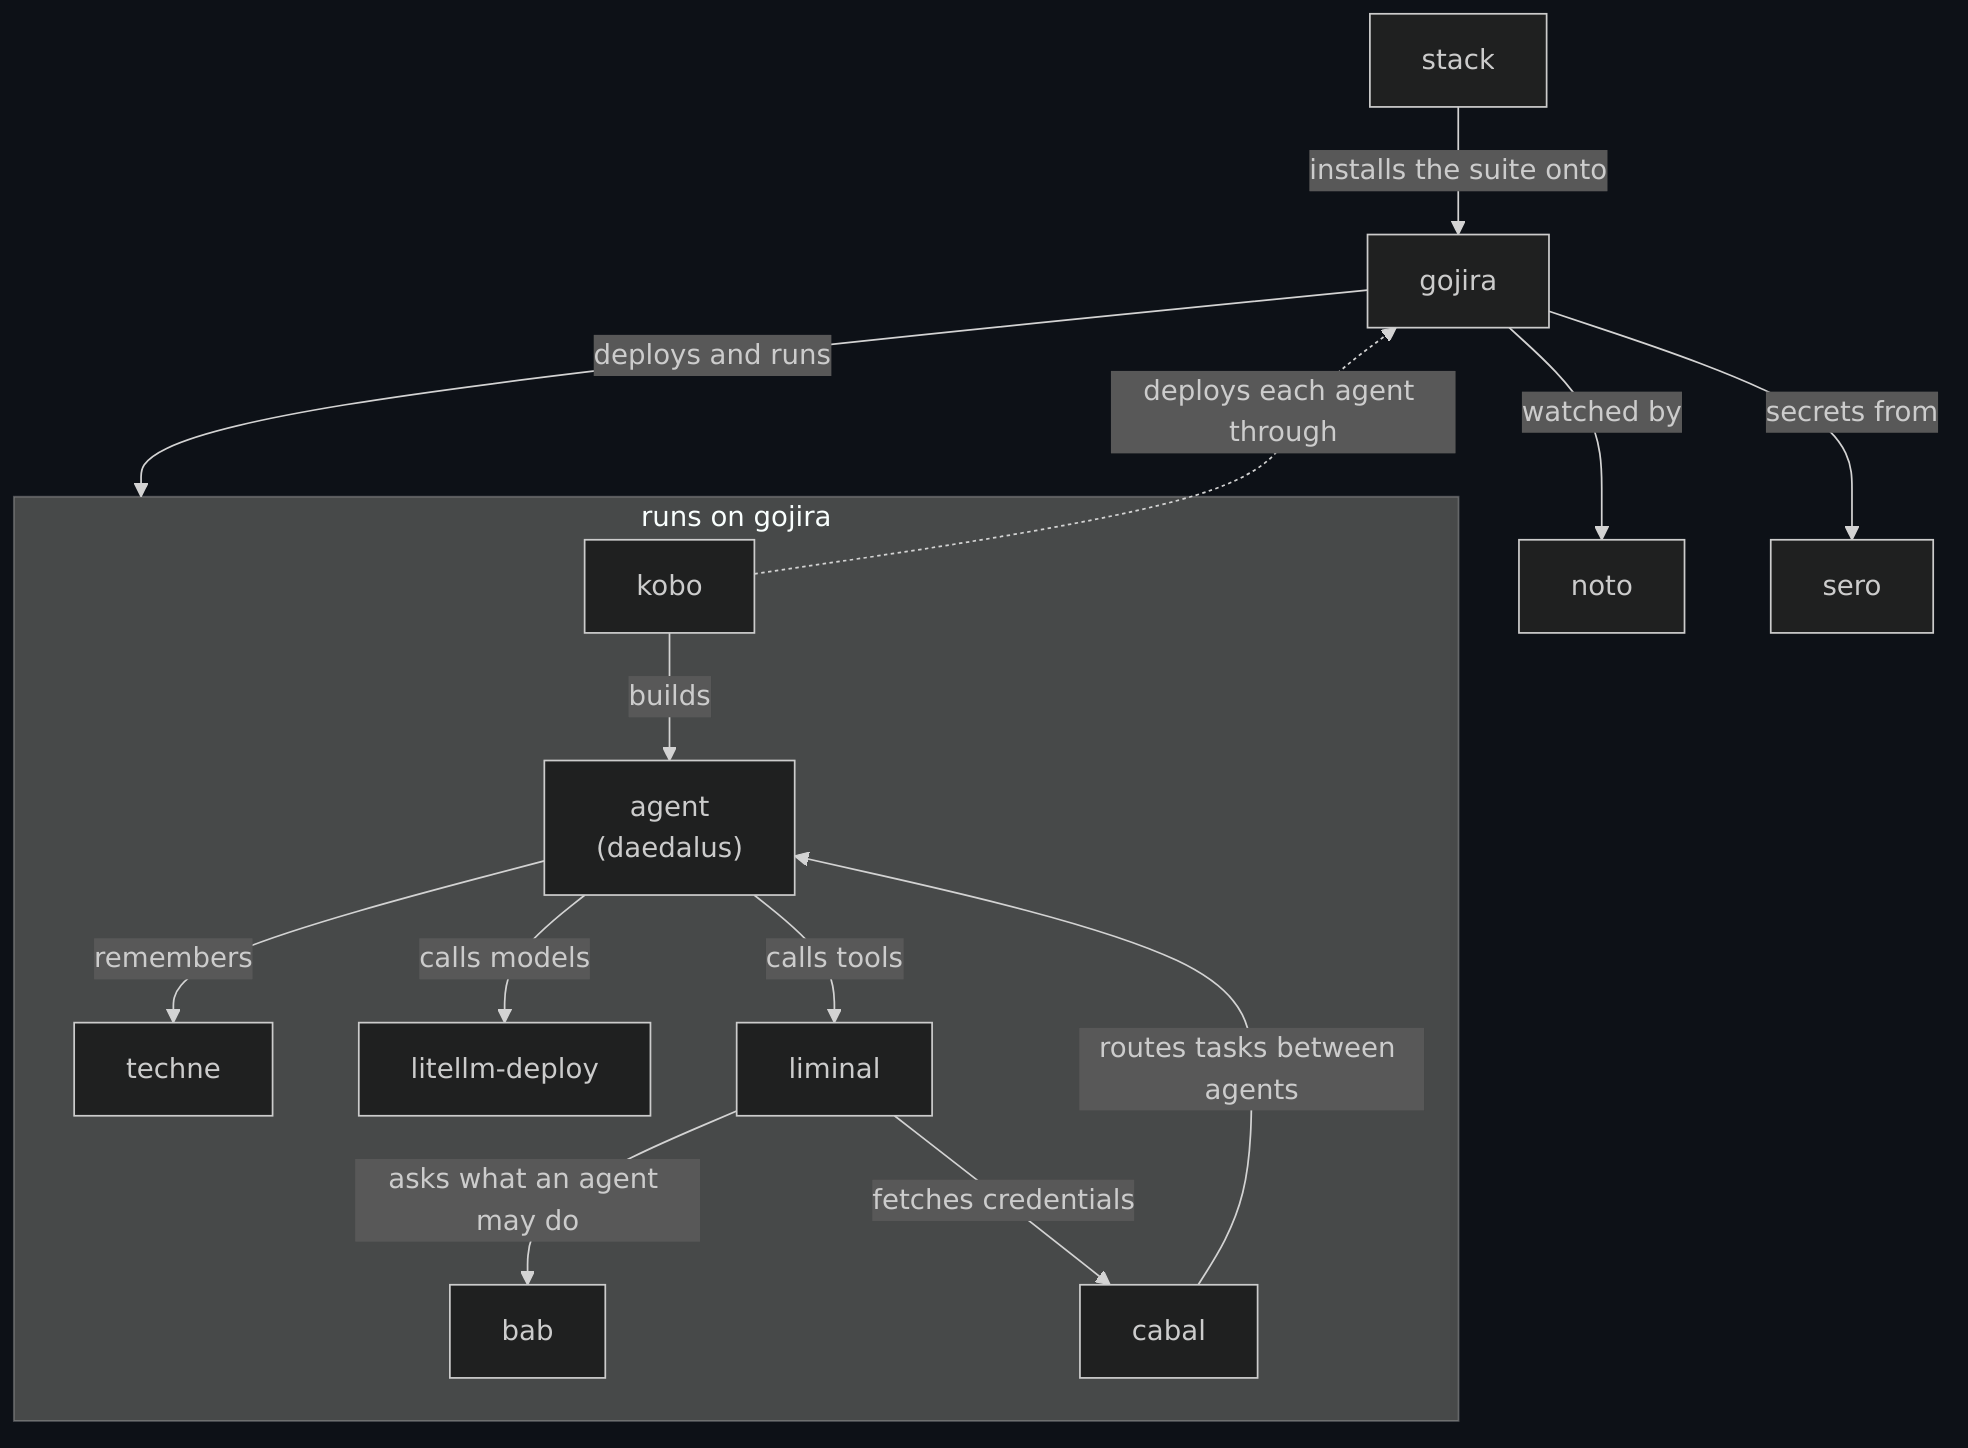 stack
installs the suite onto
gojira
deploys and runs
deploys each agent
through
watched by
secrets from
runs on gojira
kobo
noto
sero
builds
agent
(daedalus)
remembers
calls models
calls tools
techne
litellm-deploy
liminal
routes tasks between
agents
asks what an agent
may do
fetches credentials
bab
cabal